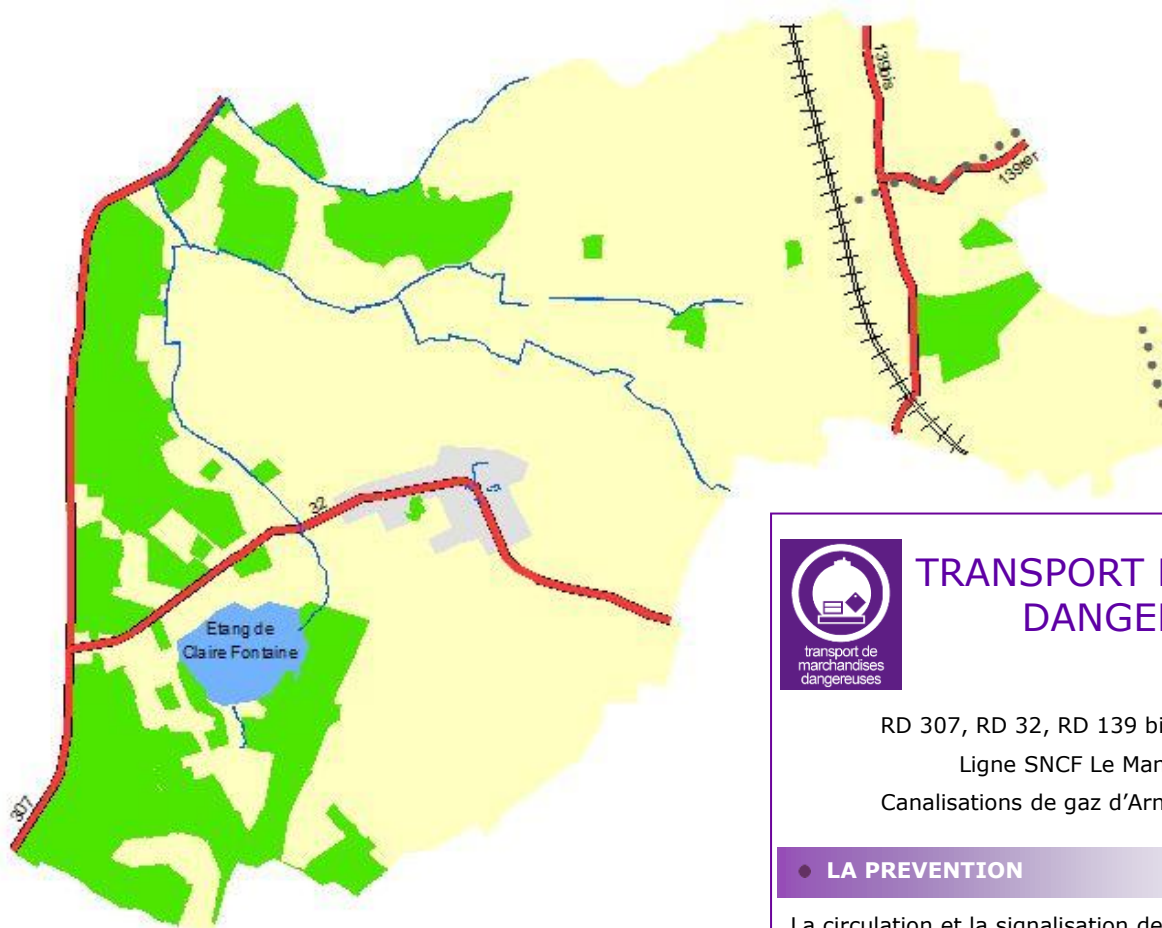 139bis
139ter
32
Etang de
Claire Fontaine
307
transport de
marchandises
dangereuses
TRANSPORT
DANGE
RD 307, RD 32, RD 139 bi
Ligne SNCF Le Man
Canalisations de gaz d'Arn
• LA PREVENTION
La circulation et la signalisation de